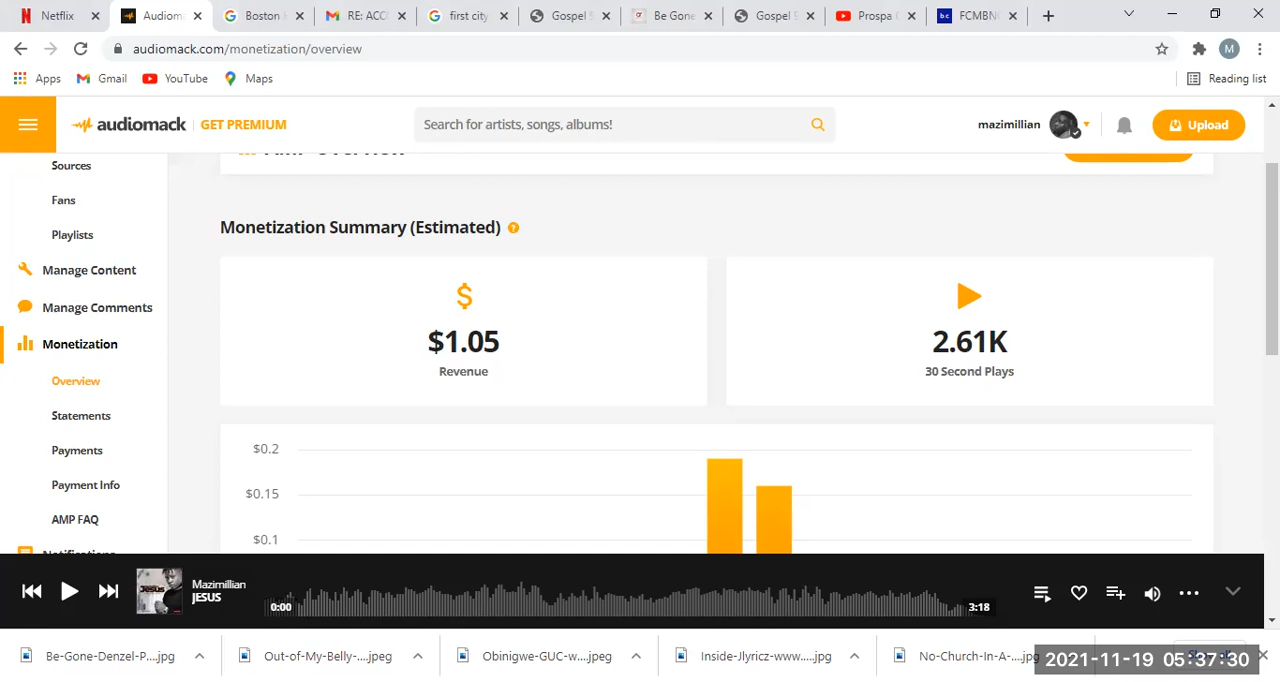 Netflix
Audiom
Boston
RE: ACC
first city
Gospel S
Be Gone
Gospel S
Prospa
FCMBN
audiomack.com/monetization/overview
M
Apps
Gmail
YouTube
Maps
Reading list
audiomack
GET PREMIUM
Search for artists, songs, albums!
mazimillian
Upload
Sources
Fans
Playlists
Manage Content
Manage Comments
Monetization
Overview
Statements
Payments
Payment Info
AMP FAQ
Notifications
AMP Overview
Monetization Summary (Estimated)
$1.05
Revenue
2.61K
30 Second Plays
$0.2
$0.15
$0.1
JESUS
Mazimillian
JESUS
0:00
3:18
Be-Gone-Denzel-P....jpg
Out-of-My-Belly-....jpeg
Obinigwe-GUC-w....jpeg
Inside-Jlyricz-www....jpg
No-Church-In-A-....jpg
2021-11-19 05:37:30